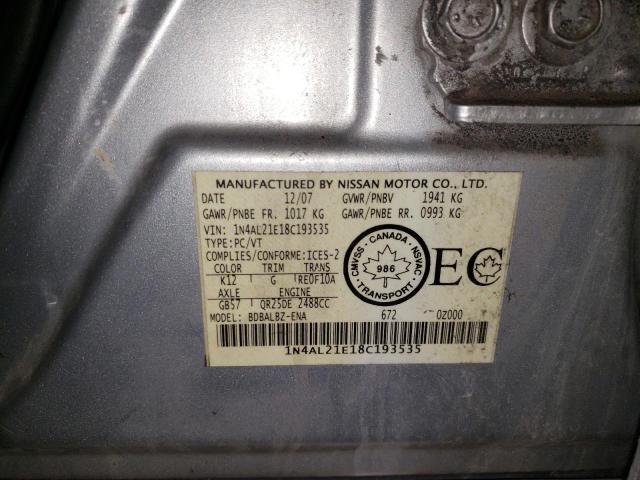 MANUFACTURED BY NISSAN MOTOR CO., LTD.
DATE 12/07 GVWR/PNBV 1941 KG
GAWR/PNBE FR. 1017 KG GAWR/PNBE RR. 0993 KG
VIN: 1N4AL21E18C193535
TYPE:PC/VT
COMPLIES/CONFORME:ICES-2
COLOR TRIM TRANS
K12 G RE0F10A
AXLE ENGINE
GB57 QR25DE 2488CC
MODEL: BDBALBZ-ENA 672 0Z000
CMVSS - CANADA - NSVAC
986
TRANSPORT
EC
1N4AL21E18C193535